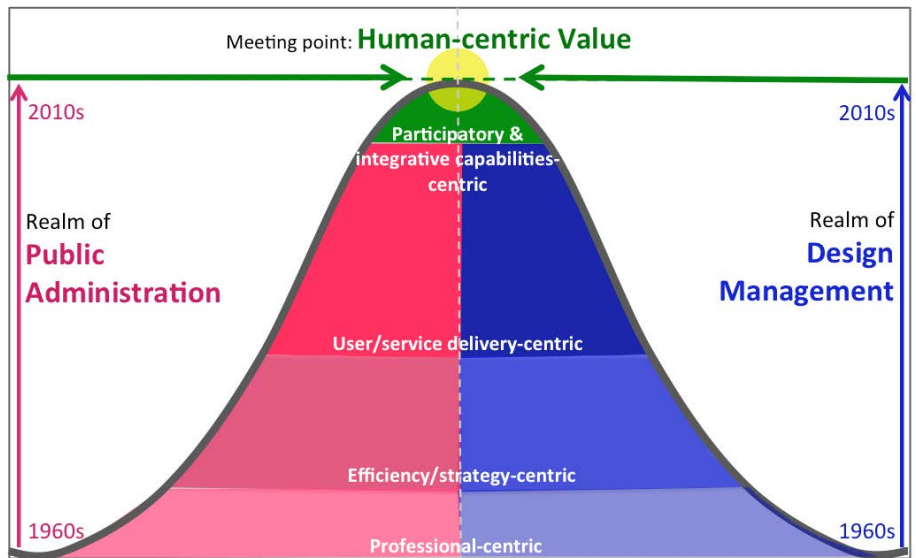 Meeting point: Human-centric Value
2010s
2010s
Participatory &
integrative capabilities-
centric
Realm of
Public
Administration
Realm of
Design
Management
User/service delivery-centric
Efficiency/strategy-centric
1960s
1960s
Professional-centric